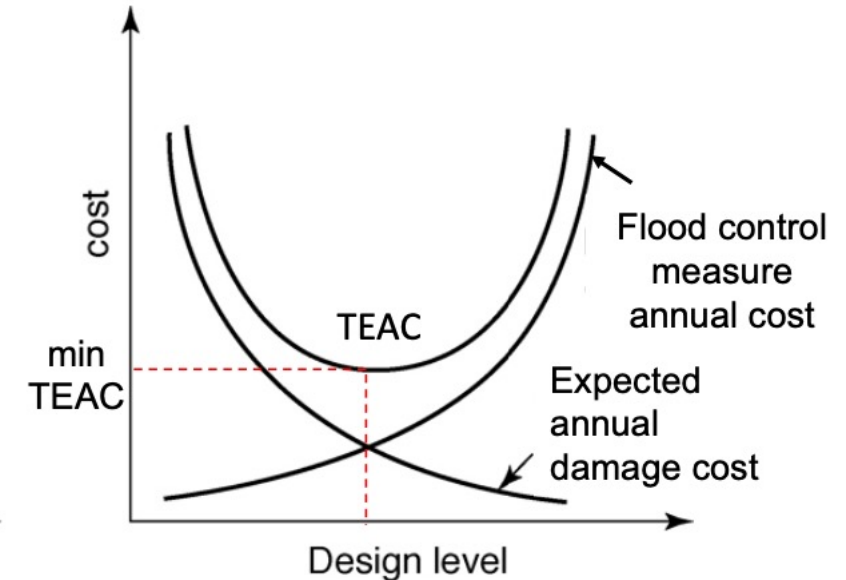 cost
TEAC
Flood control
measure
annual cost
min
TEAC
Expected
annual
damage cost
Design level